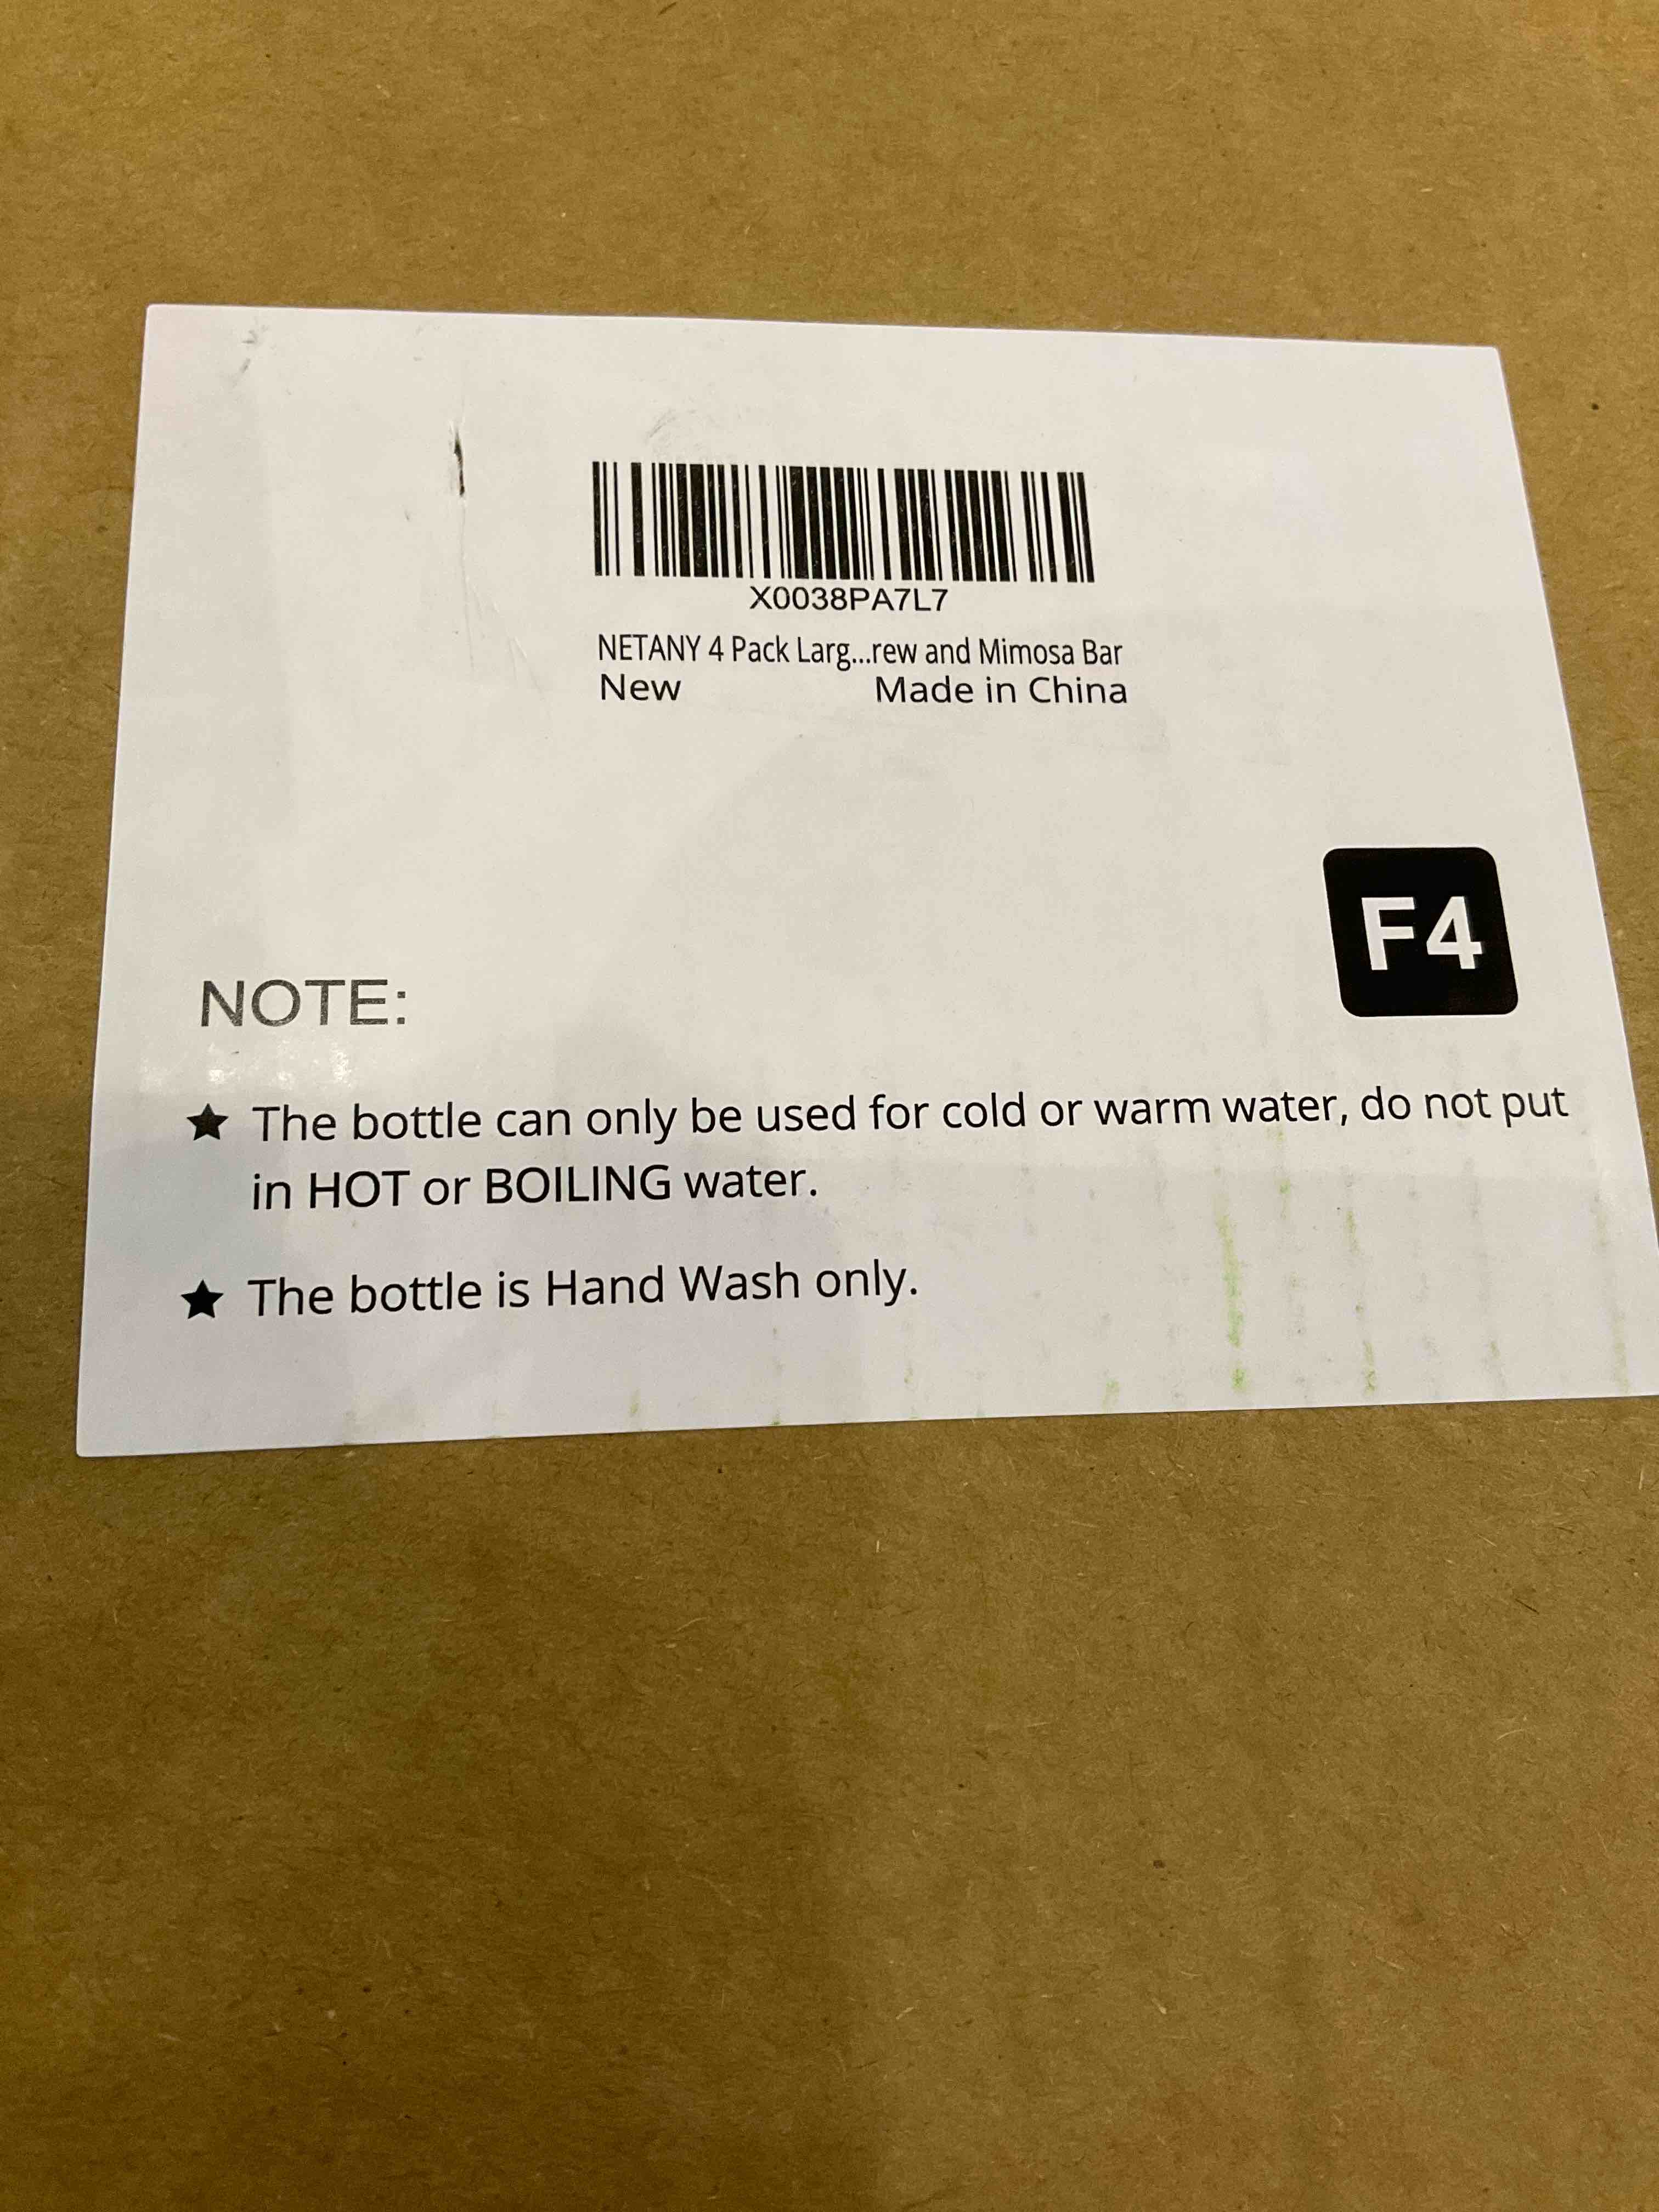 X0038PA7L7
NETANY 4 Pack Larg...rew and Mimosa Bar
New Made in China
F4
NOTE:
★ The bottle can only be used for cold or warm water, do not put
in HOT or BOILING water.
★ The bottle is Hand Wash only.